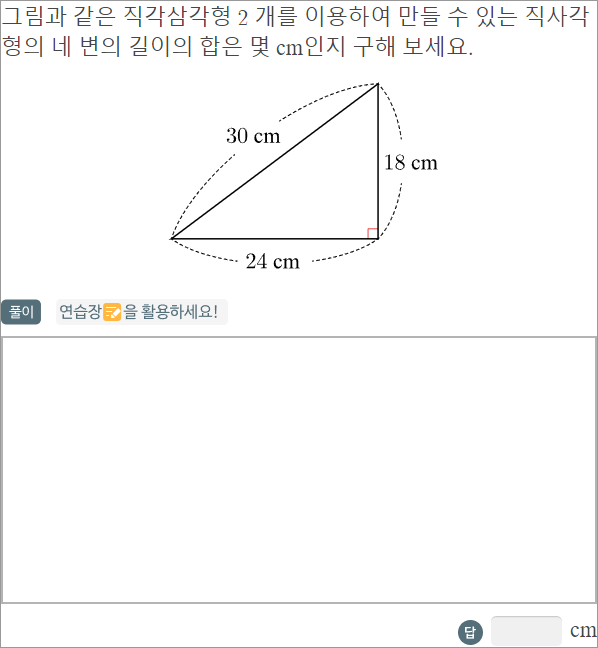 그림과 같은 직각삼각형 2 개를 이용하여 만들 수 있는 직사각
형의 네 변의 길이의 합은 몇 cm인지 구해 보세요.
30 cm
18 cm
24 cm
풀이 연습장을 활용하세요!
답 cm